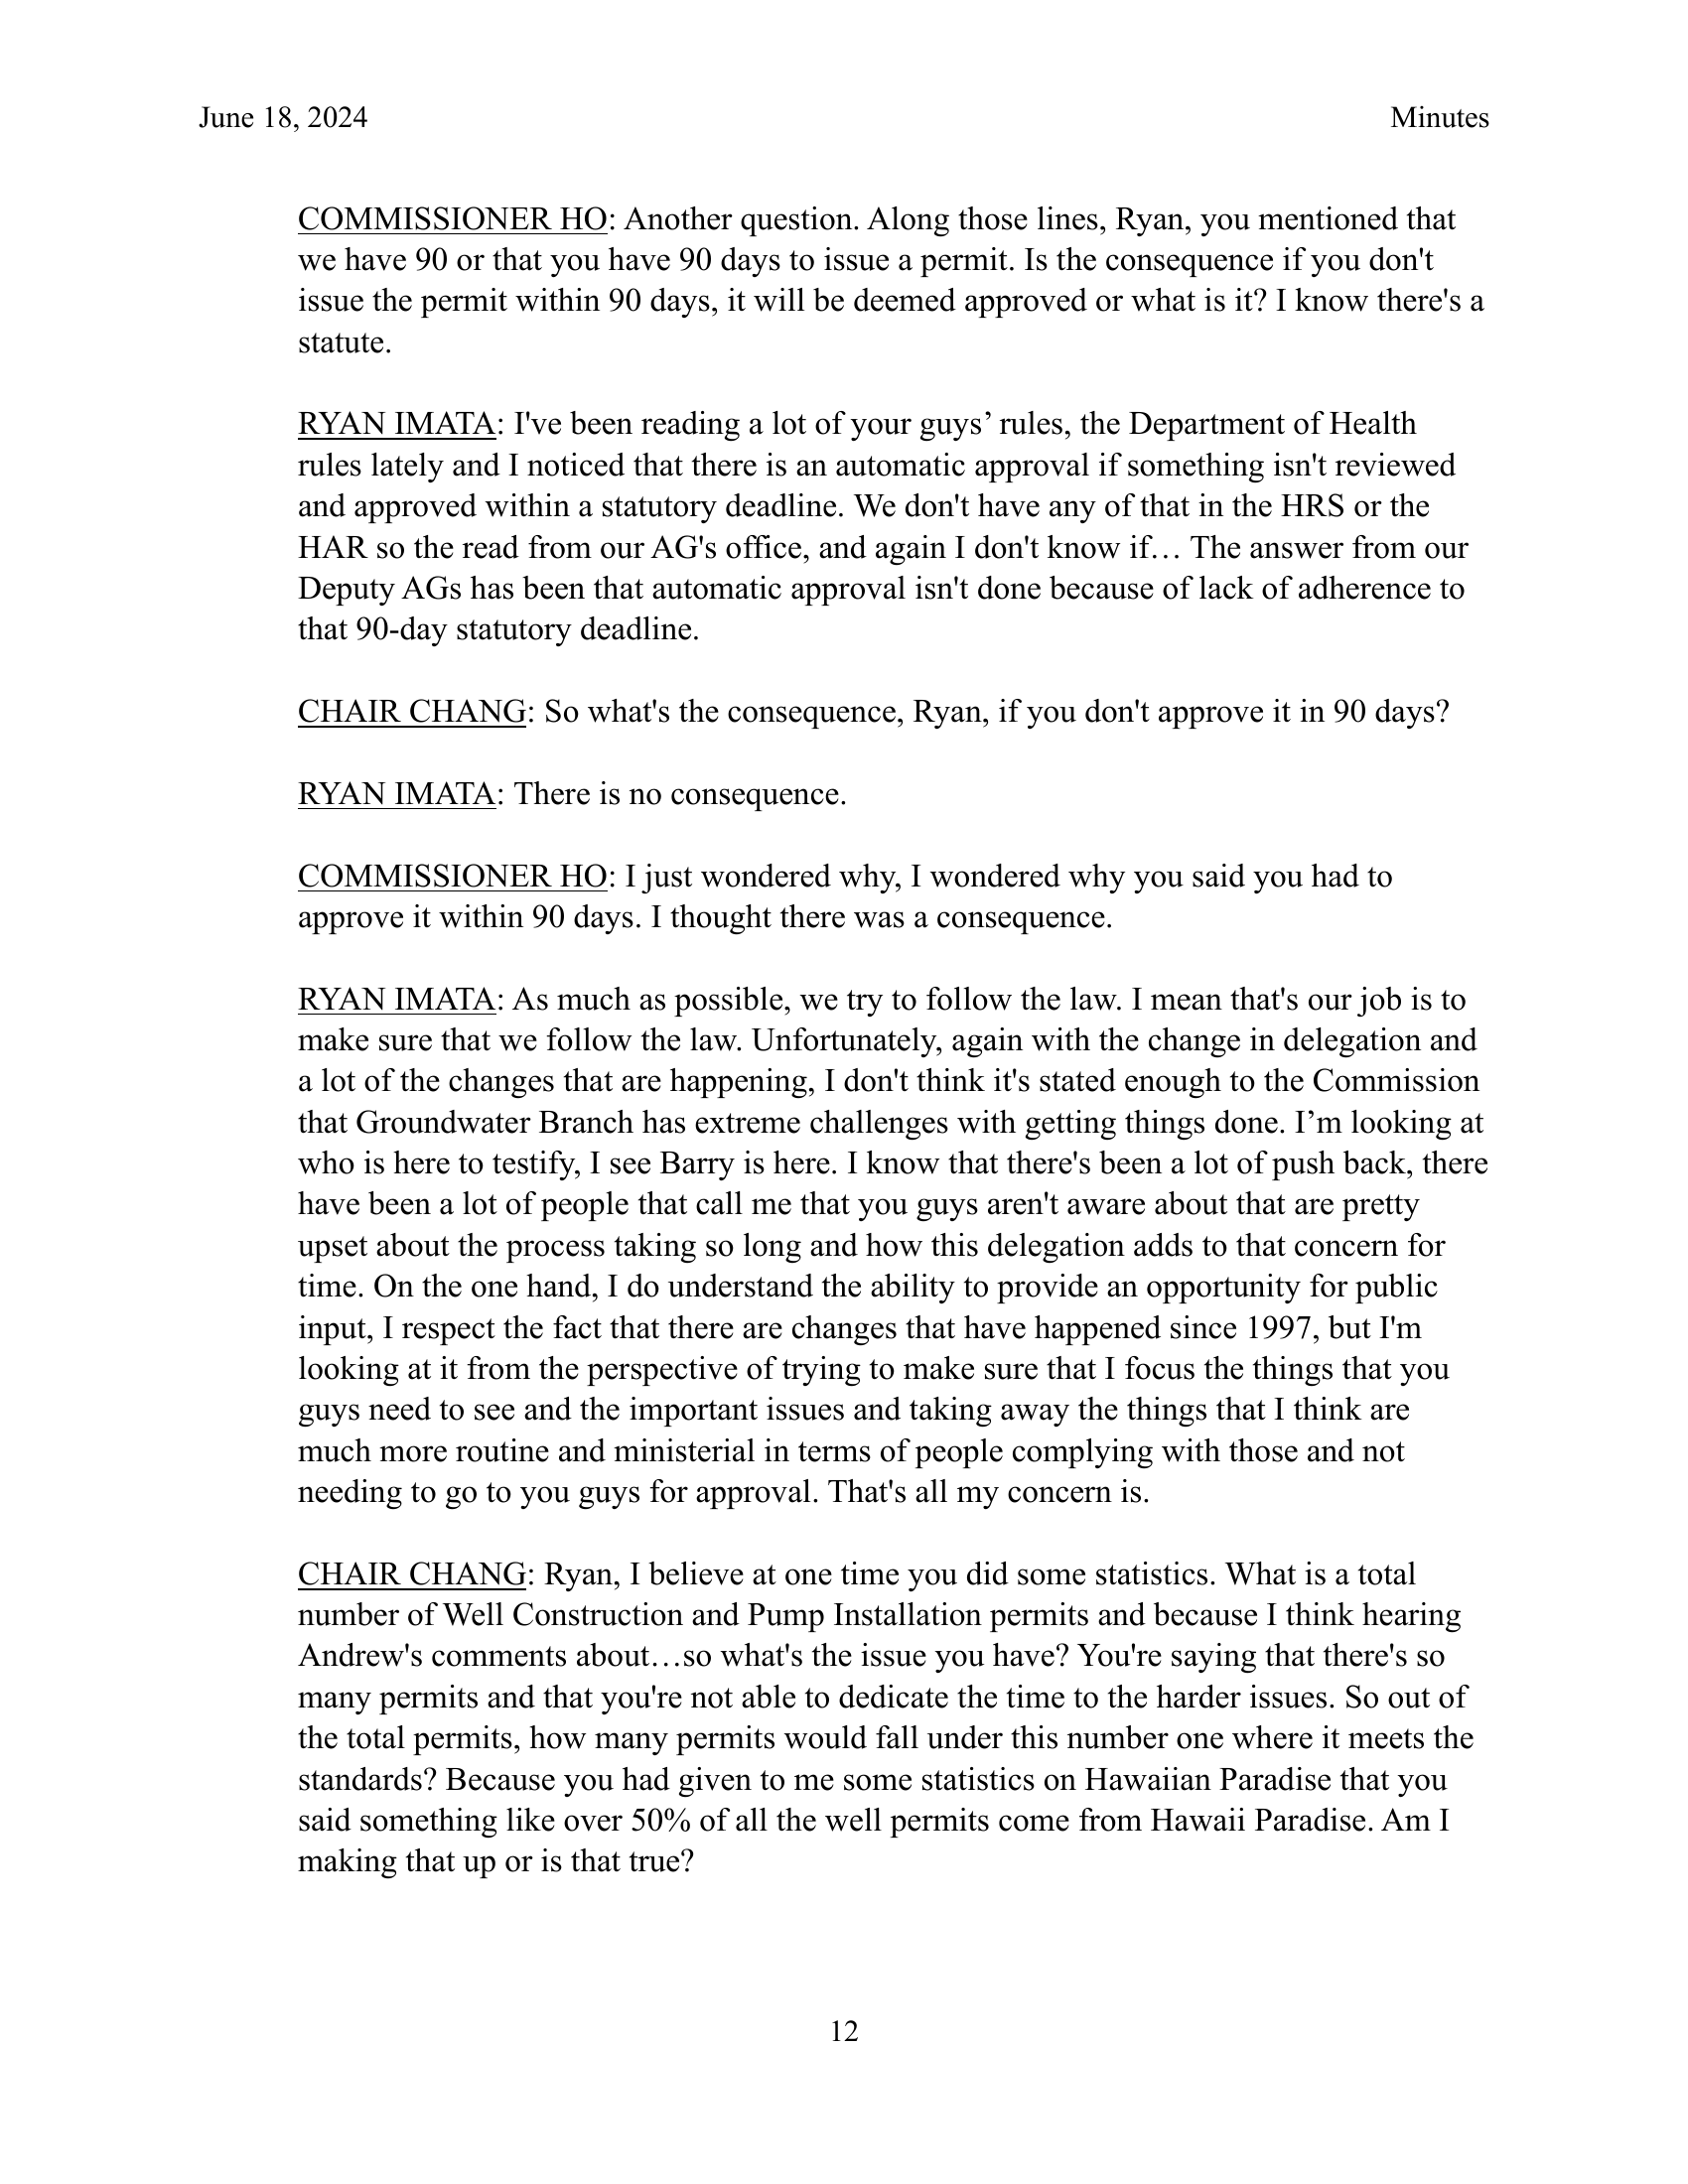 June 18, 2024 Minutes
COMMISSIONER HO: Another question. Along those lines, Ryan, you mentioned that
we have 90 or that you have 90 days to issue a permit. Is the consequence if you don't
issue the permit within 90 days, it will be deemed approved or what is it? I know there's a
statute.
RYAN IMATA: I've been reading a lot of your guys’ rules, the Department of Health
rules lately and I noticed that there is an automatic approval if something isn't reviewed
and approved within a statutory deadline. We don't have any of that in the HRS or the
HAR so the read from our AG's office, and again I don't know if… The answer from our
Deputy AGs has been that automatic approval isn't done because of lack of adherence to
that 90-day statutory deadline.
CHAIR CHANG: So what's the consequence, Ryan, if you don't approve it in 90 days?
RYAN IMATA: There is no consequence.
COMMISSIONER HO: I just wondered why, I wondered why you said you had to
approve it within 90 days. I thought there was a consequence.
RYAN IMATA: As much as possible, we try to follow the law. I mean that's our job is to
make sure that we follow the law. Unfortunately, again with the change in delegation and
a lot of the changes that are happening, I don't think it's stated enough to the Commission
that Groundwater Branch has extreme challenges with getting things done. I’m looking at
who is here to testify, I see Barry is here. I know that there's been a lot of push back, there
have been a lot of people that call me that you guys aren't aware about that are pretty
upset about the process taking so long and how this delegation adds to that concern for
time. On the one hand, I do understand the ability to provide an opportunity for public
input, I respect the fact that there are changes that have happened since 1997, but I'm
looking at it from the perspective of trying to make sure that I focus the things that you
guys need to see and the important issues and taking away the things that I think are
much more routine and ministerial in terms of people complying with those and not
needing to go to you guys for approval. That's all my concern is.
CHAIR CHANG: Ryan, I believe at one time you did some statistics. What is a total
number of Well Construction and Pump Installation permits and because I think hearing
Andrew's comments about…so what's the issue you have? You're saying that there's so
many permits and that you're not able to dedicate the time to the harder issues. So out of
the total permits, how many permits would fall under this number one where it meets the
standards? Because you had given to me some statistics on Hawaiian Paradise that you
said something like over 50% of all the well permits come from Hawaii Paradise. Am I
making that up or is that true?
12